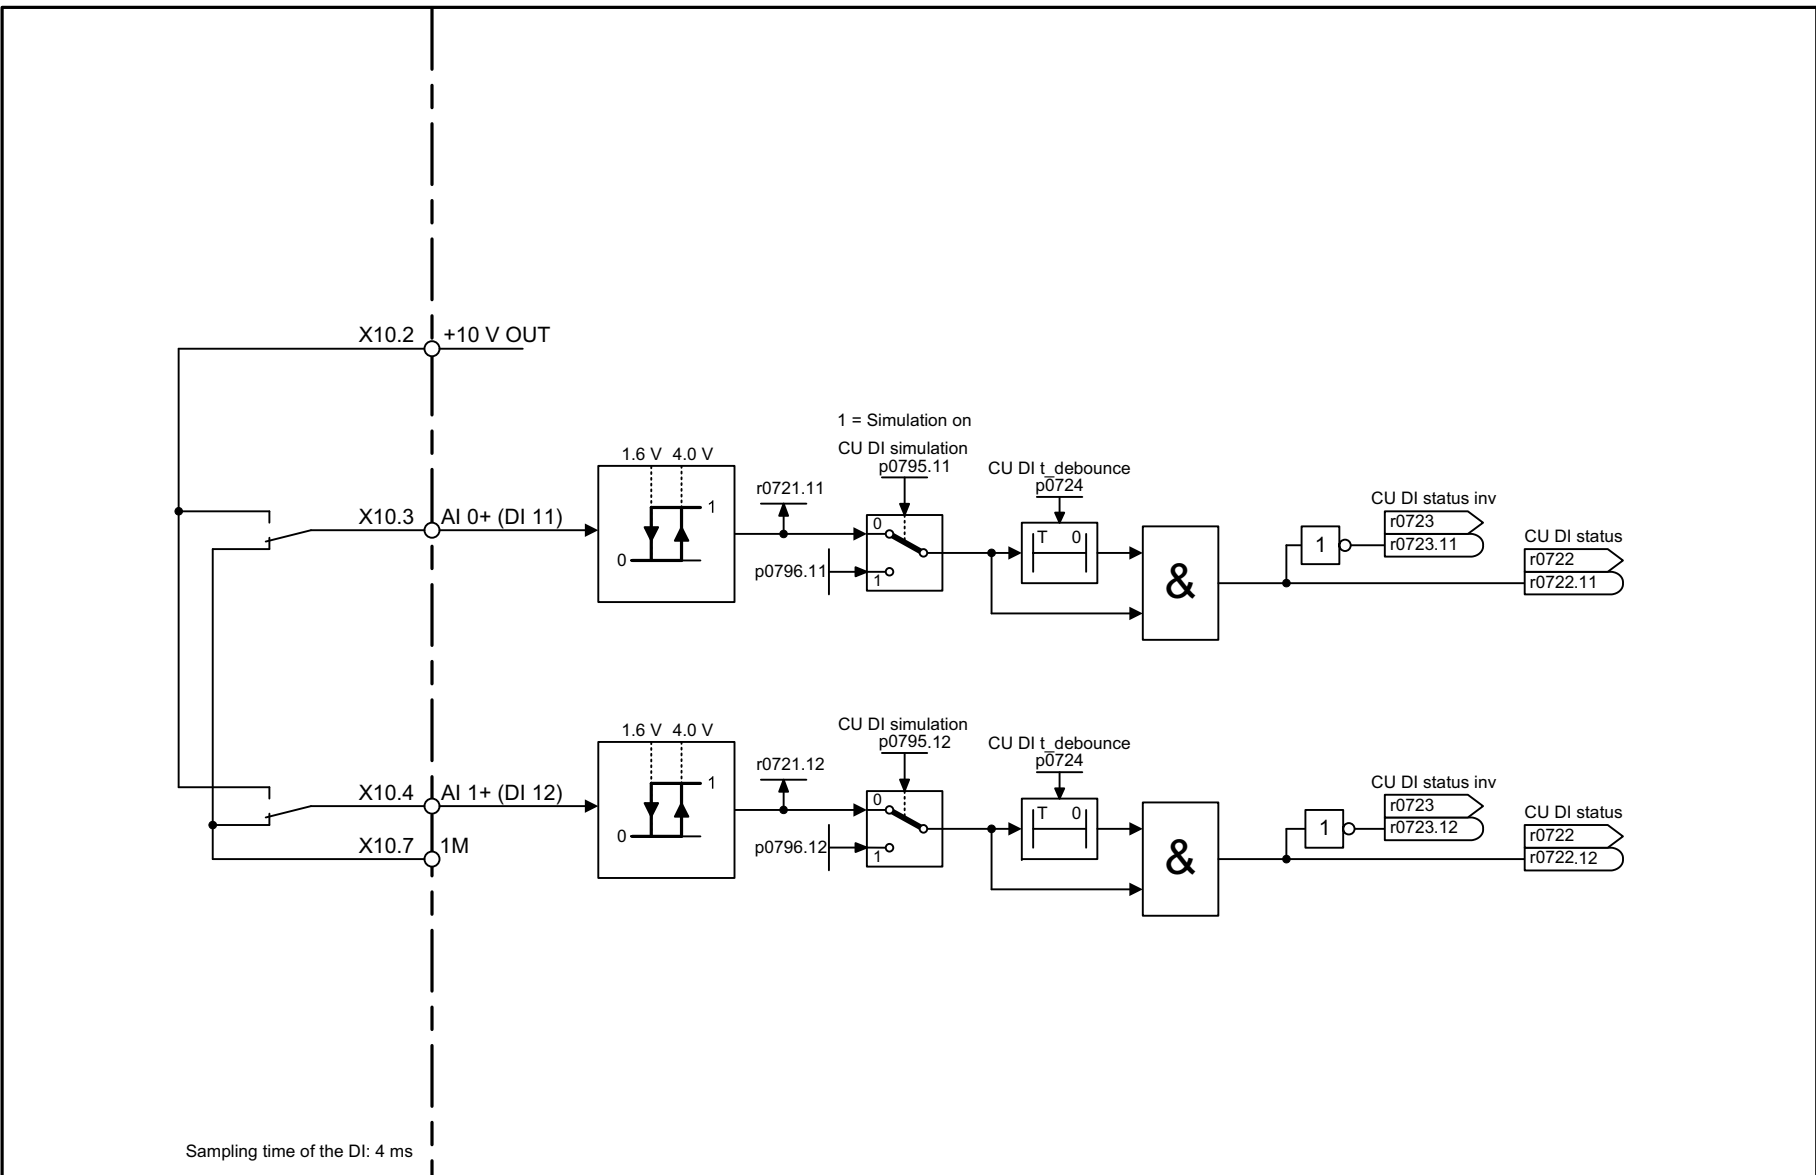 X10.2 +10 V OUT
1 = Simulation on
CU DI simulation
p0795.11
1.6 V 4.0 V
CU DI t_debounce
p0724
r0721.11
CU DI status inv
r0723
r0723.11
X10.3 AI 0+ (DI 11)
1
0
0
1
p0796.11
T 0
&
1
CU DI status
r0722
r0722.11
CU DI simulation
p0795.12
1.6 V 4.0 V
CU DI t_debounce
p0724
r0721.12
CU DI status inv
r0723
r0723.12
X10.4 AI 1+ (DI 12)
1
0
0
1
p0796.12
T 0
&
1
CU DI status
r0722
r0722.12
X10.7 1M
Sampling time of the DI: 4 ms